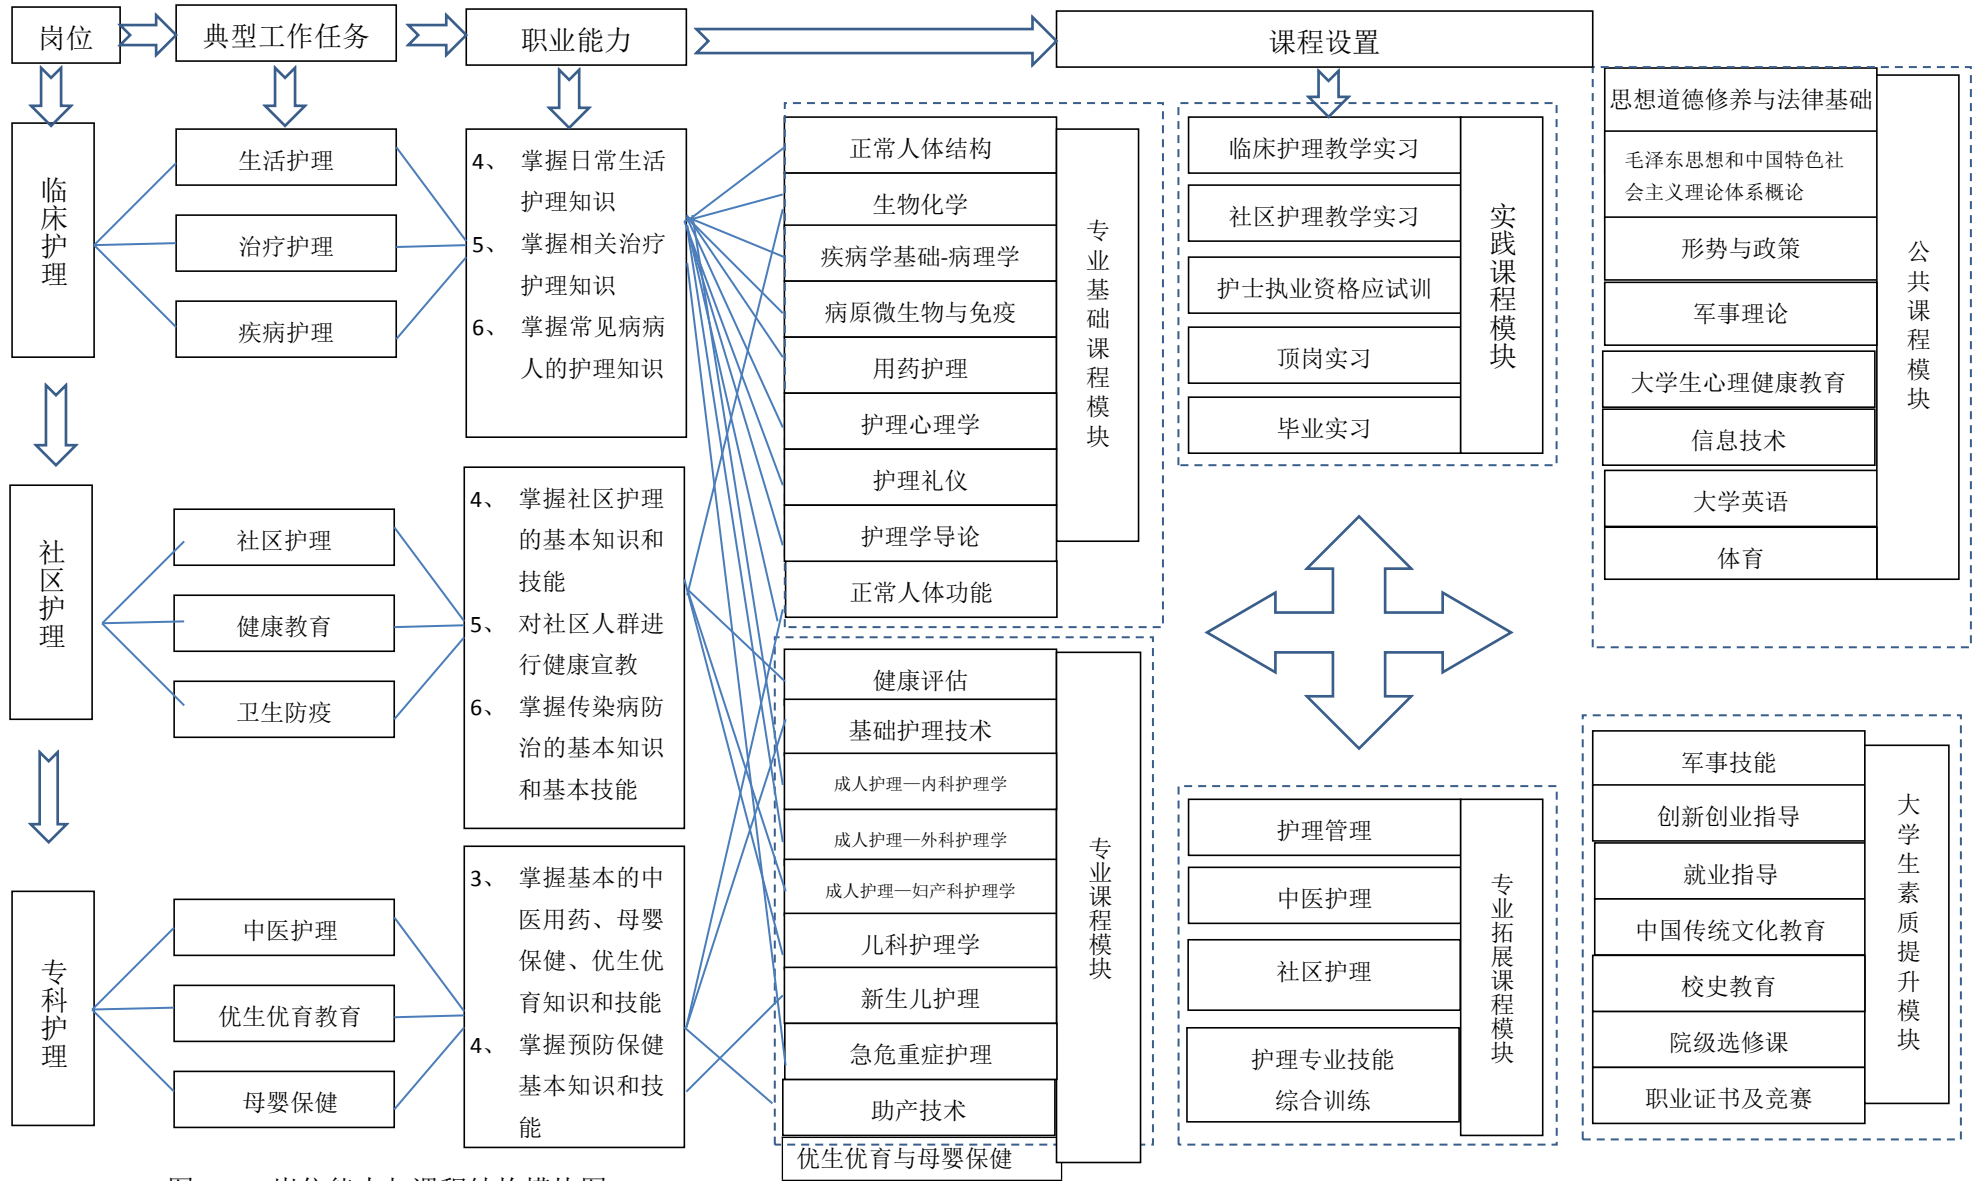 岗位
典型工作任务
职业能力
课程设置
临床护理
生活护理
治疗护理
疾病护理
4、 掌握日常生活
护理知识
5、 掌握相关治疗
护理知识
6、 掌握常见病病
人的护理知识
社区护理
社区护理
健康教育
卫生防疫
4、 掌握社区护理
的基本知识和
技能
5、 对社区人群进
行健康宣教
6、 掌握传染病防
治的基本知识
和基本技能
专科护理
中医护理
优生优育教育
母婴保健
3、 掌握基本的中
医用药、母婴
保健、优生优
育知识和技能
4、 掌握预防保健
基本知识和技
能
正常人体结构
生物化学
疾病学基础-病理学
病原微生物与免疫
用药护理
护理心理学
护理礼仪
护理学导论
正常人体功能
专业基础课程模块
健康评估
基础护理技术
成人护理—内科护理学
成人护理—外科护理学
成人护理—妇产科护理学
儿科护理学
新生儿护理
急危重症护理
助产技术
优生优育与母婴保健
专业课程模块
临床护理教学实习
社区护理教学实习
护士执业资格应试训
顶岗实习
毕业实习
实践课程模块
护理管理
中医护理
社区护理
护理专业技能
综合训练
专业拓展课程模块
思想道德修养与法律基础
毛泽东思想和中国特色社
会主义理论体系概论
形势与政策
军事理论
大学生心理健康教育
信息技术
大学英语
体育
公共课程模块
军事技能
创新创业指导
就业指导
中国传统文化教育
校史教育
院级选修课
职业证书及竞赛
大学生素质提升模块